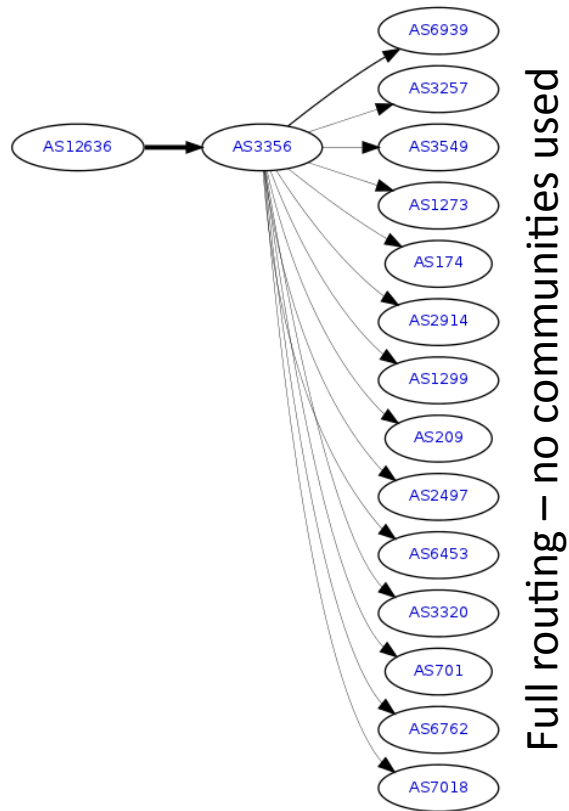 AS6939
AS3257
AS12636
AS3356
AS3549
AS1273
AS174
AS2914
AS1299
AS209
AS2497
AS6453
AS3320
AS701
AS6762
AS7018
Full routing – no communities used